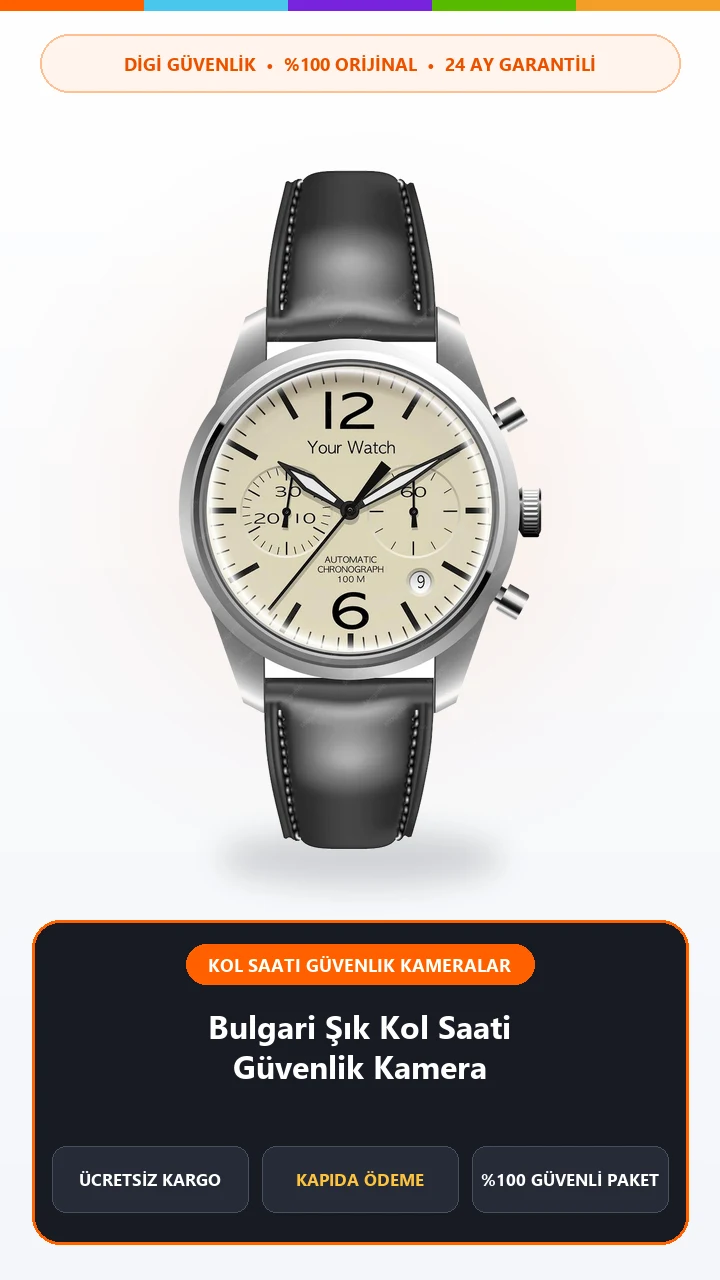 DİGİ GÜVENLİK • %100 ORİJİNAL • 24 AY GARANTİLİ
12
Your Watch
30
60
20 10
AUTOMATIC
CHRONOGRAPH
100 M
9
6
KOL SAATI GÜVENLIK KAMERALAR
Bulgari Şık Kol Saati
Güvenlik Kamera
ÜCRETSİZ KARGO
KAPIDA ÖDEME
%100 GÜVENLİ PAKET